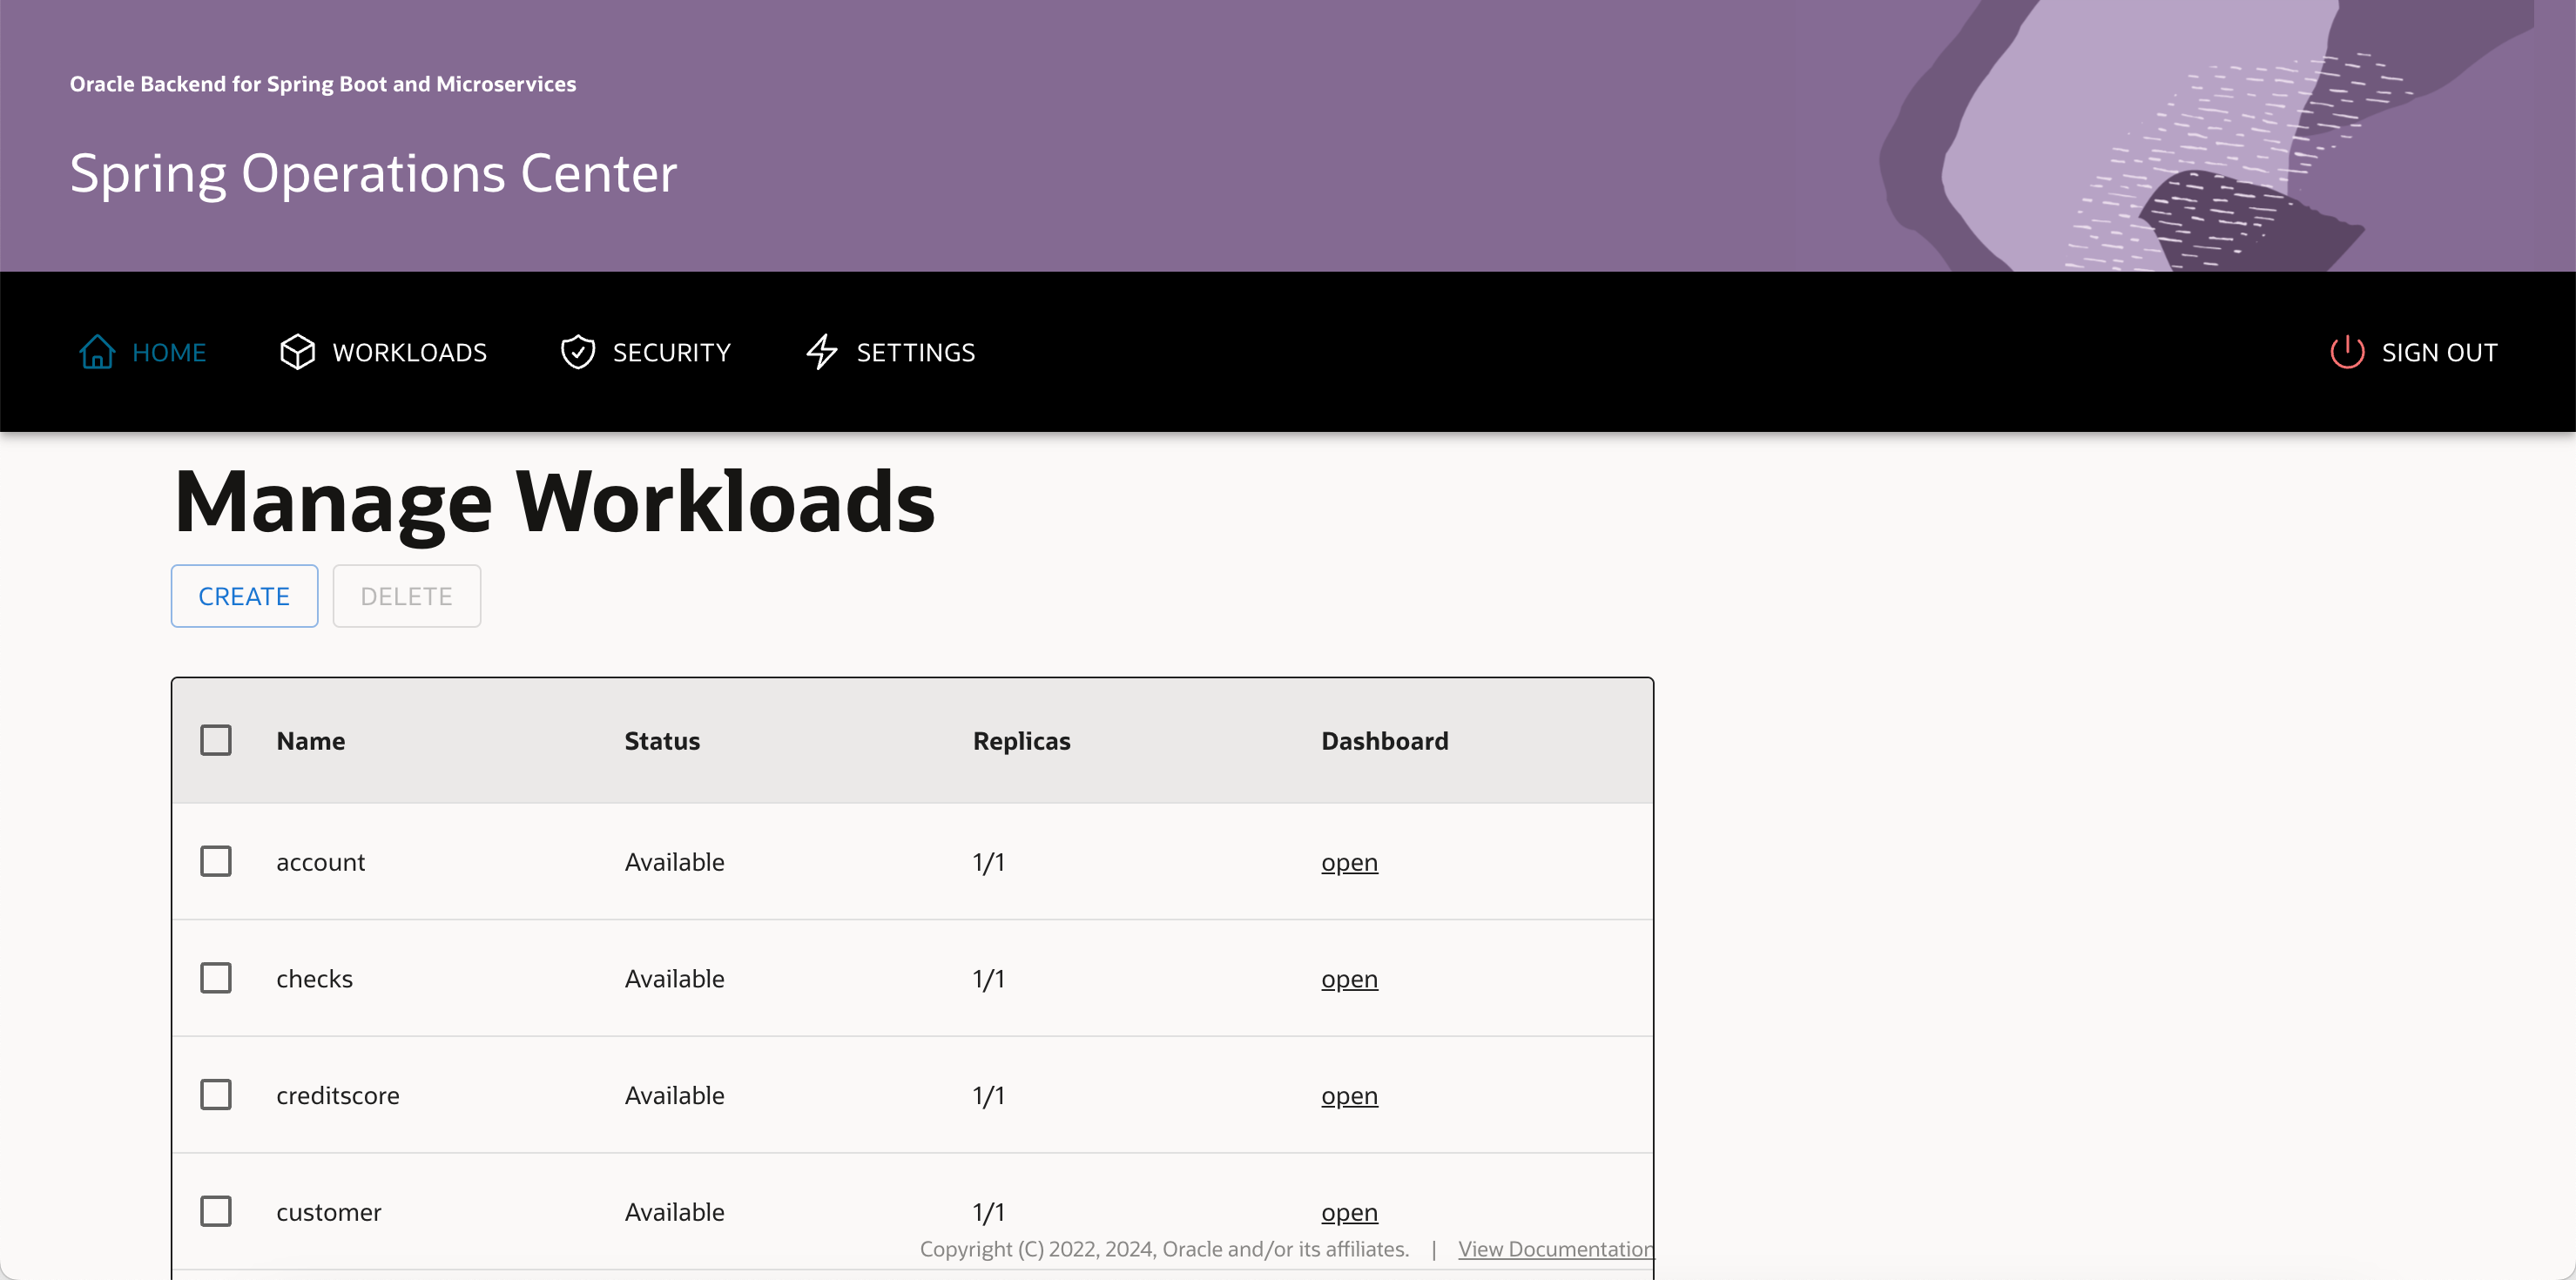 Oracle Backend for Spring Boot and Microservices
Spring Operations Center
HOME WORKLOADS SECURITY SETTINGS SIGN OUT
Manage Workloads
CREATE DELETE
Name Status Replicas Dashboard
account Available 1/1 open
checks Available 1/1 open
creditscore Available 1/1 open
customer Available 1/1 open
Copyright (C) 2022, 2024, Oracle and/or its affiliates. | View Documentation